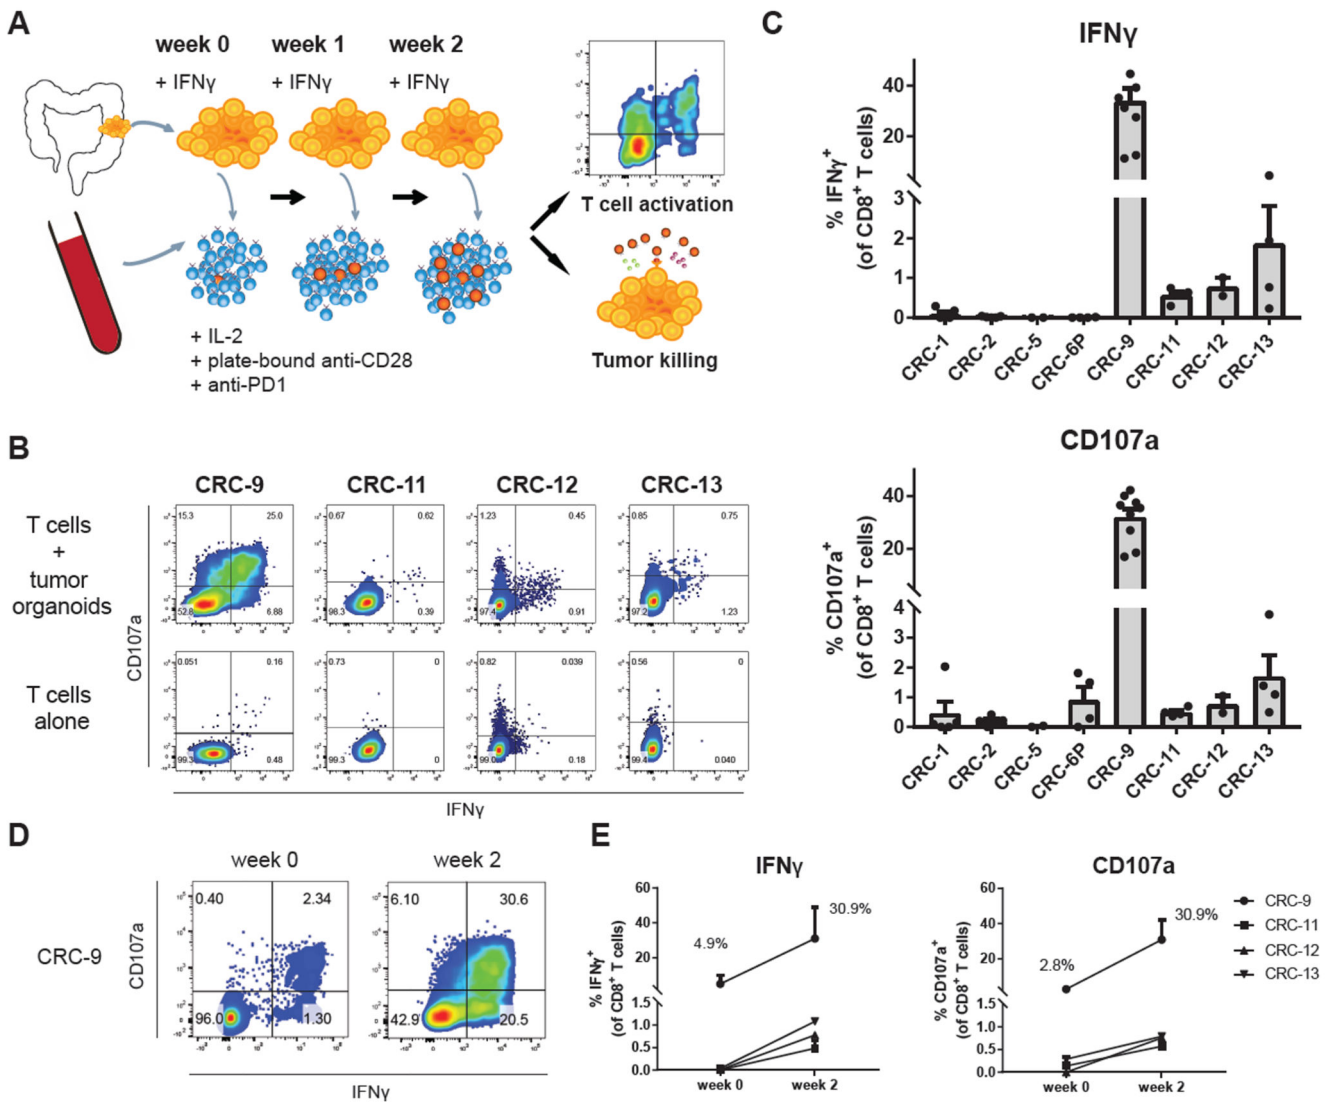 A
week 0
week 1
week 2
+ IFNγ
+ IFNγ
+ IFNγ
+ IL-2
+ plate-bound anti-CD28
+ anti-PD1
T cell activation
Tumor killing
B
CRC-9
CRC-11
CRC-12
CRC-13
T cells
+
tumor
organoids
15.3
25.0
52.8
6.88
0.67
0.62
98.3
0.39
1.23
0.45
97.4
0.91
0.85
0.75
97.2
1.23
T cells
alone
0.051
0.16
99.3
0.48
0.73
0
99.3
0
0.82
0.039
99.0
0.18
0.56
0
99.4
0.040
CD107a
IFNγ
C
IFNγ
% IFNγ+
(of CD8+ T cells)
40
20
3
2
1
0
CRC-1
CRC-2
CRC-5
CRC-6P
CRC-9
CRC-11
CRC-12
CRC-13
CD107a
% CD107a+
(of CD8+ T cells)
40
20
4
3
2
1
0
CRC-1
CRC-2
CRC-5
CRC-6P
CRC-9
CRC-11
CRC-12
CRC-13
D
week 0
week 2
CRC-9
CD107a
0.40
2.34
96.0
1.30
6.10
30.6
42.9
20.5
IFNγ
E
IFNγ
% IFNγ+
(of CD8+ T cells)
60
40
20
1.5
1.0
0.5
0.0
4.9%
30.9%
week 0
week 2
CD107a
% CD107a+
(of CD8+ T cells)
60
40
20
1.5
1.0
0.5
0.0
2.8%
30.9%
week 0
week 2
CRC-9
CRC-11
CRC-12
CRC-13